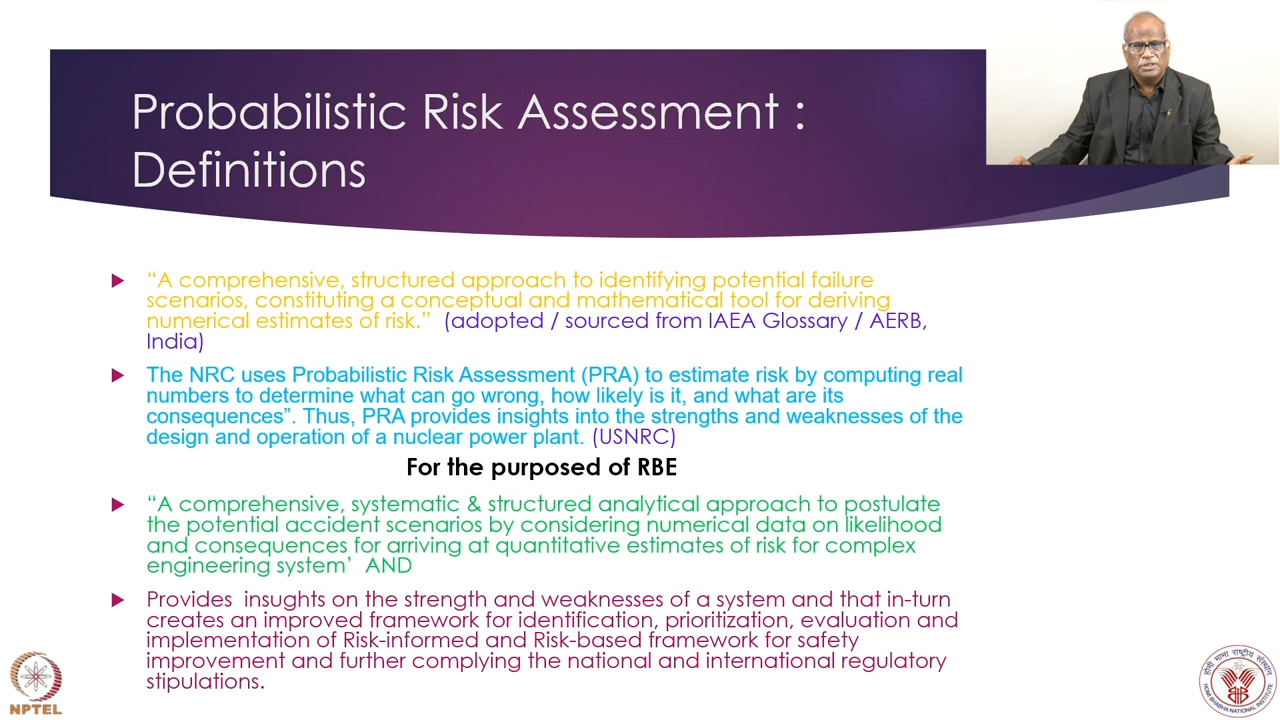 Probabilistic Risk Assessment :
Definitions
“A comprehensive, structured approach to identifying potential failure
scenarios, constituting a conceptual and mathematical tool for deriving
numerical estimates of risk.” (adopted / sourced from IAEA Glossary / AERB,
India)
The NRC uses Probabilistic Risk Assessment (PRA) to estimate risk by computing real
numbers to determine what can go wrong, how likely is it, and what are its
consequences”. Thus, PRA provides insights into the strengths and weaknesses of the
design and operation of a nuclear power plant. (USNRC)
For the purposed of RBE
“A comprehensive, systematic & structured analytical approach to postulate
the potential accident scenarios by considering numerical data on likelihood
and consequences for arriving at quantitative estimates of risk for complex
engineering system’ AND
Provides insughts on the strength and weaknesses of a system and that in-turn
creates an improved framework for identification, prioritization, evaluation and
implementation of Risk-informed and Risk-based framework for safety
improvement and further complying the national and international regulatory
stipulations.
NPTEL
होमी भाभा राष्ट्रीय संस्थान
HOMI BHABHA NATIONAL INSTITUTE